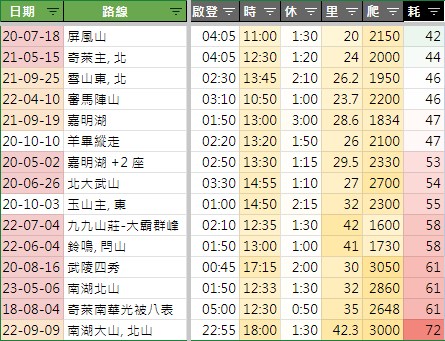 日期 路線 啟登 時 休 里 爬 耗
20-07-18 屏風山 04:05 11:00 1:30 20 2150 42
21-05-15 奇萊主, 北 04:05 12:30 1:20 24 2000 44
21-09-25 雪山東, 北 02:30 13:45 2:10 26.2 1950 46
22-04-10 審馬陣山 03:10 10:50 1:00 23.7 2200 46
21-09-19 嘉明湖 01:50 13:00 3:00 28.6 1834 47
20-10-10 羊畢縱走 02:20 13:20 1:50 26 2100 47
20-05-02 嘉明湖 +2 座 02:50 13:30 1:15 29.5 2330 53
20-06-26 北大武山 03:30 14:55 1:10 27 2700 54
20-10-03 玉山主, 東 01:00 14:50 2:15 32 2300 55
22-07-04 九九山莊-大霸群峰 02:10 12:35 1:30 42 1600 58
22-06-04 鈴鳴, 閂山 01:50 13:00 1:00 41 1730 58
20-08-16 武陵四秀 00:45 17:15 2:00 30 3050 61
23-05-06 南湖北山 01:50 12:33 1:30 32 2860 61
18-08-04 奇萊南華光被八表 05:00 12:30 0:50 35 2648 61
22-09-09 南湖大山, 北山 22:55 18:00 1:30 42.3 3000 72